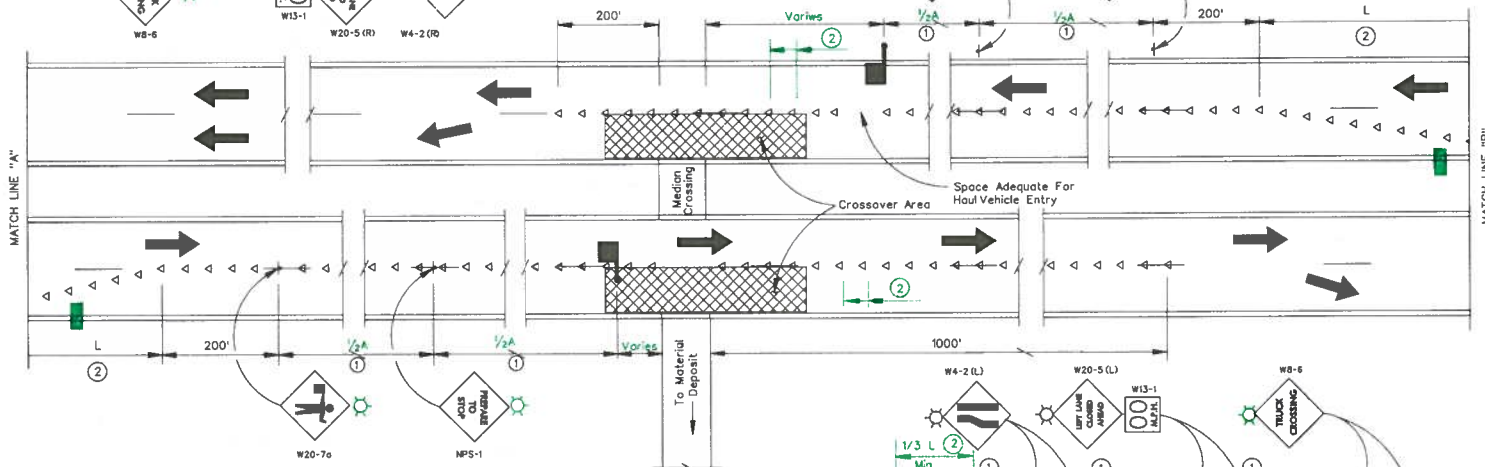 W8-6
W13-1
W20-5(R)
W4-2(R)
200'
Variws
②
½A
①
½A
①
200'
L
②
MATCH LINE "A"
Median
Crossing
Crossover Area
Space Adequate For
Haul Vehicle Entry
②
L
②
200'
½A
①
½A
①
Varies
1000'
To Material
Deposit
W20-7a
PREPARE
TO
STOP
NPS-1
W4-2(L)
W20-5(L)
LEFT LANE
CLOSED
AHEAD
W13-1
00
M.P.H.
W8-6
TRUCK
CROSSING
1/3 L ②
Min
①
①
①